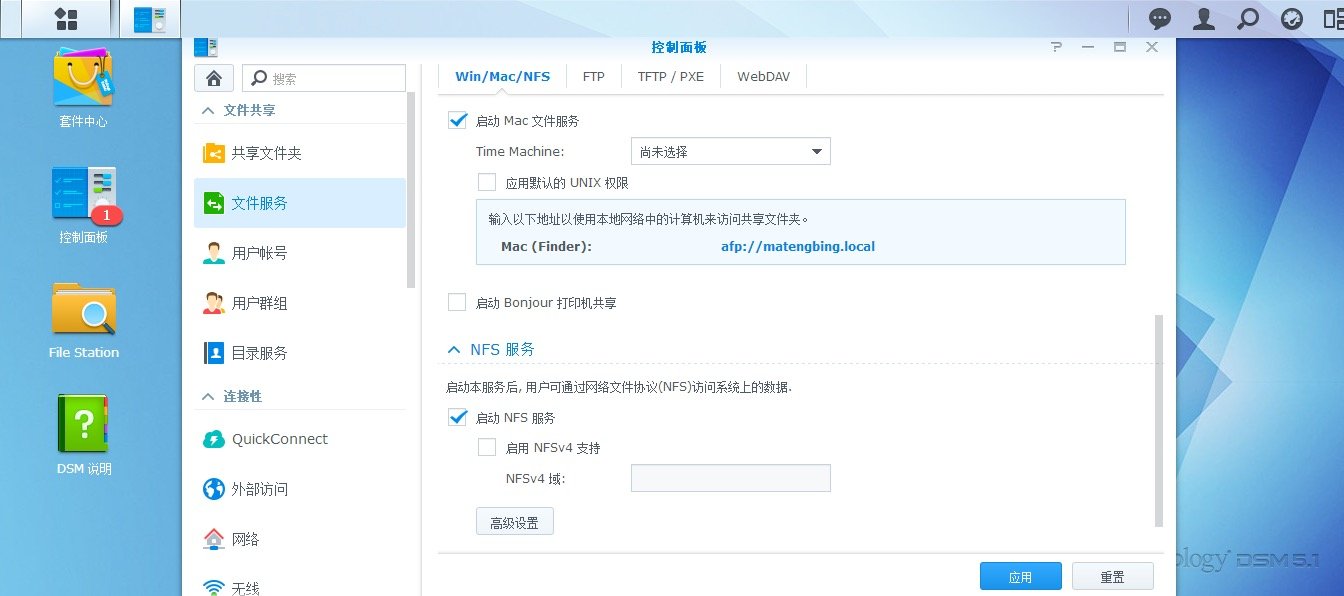 控制面板
套件中心
1
控制面板
File Station
DSM 说明
搜索
文件共享
共享文件夹
文件服务
用户帐号
用户群组
目录服务
连接性
QuickConnect
外部访问
网络
无线
Win/Mac/NFS FTP TFTP / PXE WebDAV
启动 Mac 文件服务
Time Machine: 尚未选择
应用默认的 UNIX 权限
输入以下地址以使用本地网络中的计算机来访问共享文件夹。
Mac (Finder): afp://matengbing.local
启动 Bonjour 打印机共享
NFS 服务
启动本服务后, 用户可通过网络文件协议(NFS)访问系统上的数据.
启动 NFS 服务
启用 NFSv4 支持
NFSv4 域:
高级设置
应用 重置
ology DSM 5.1